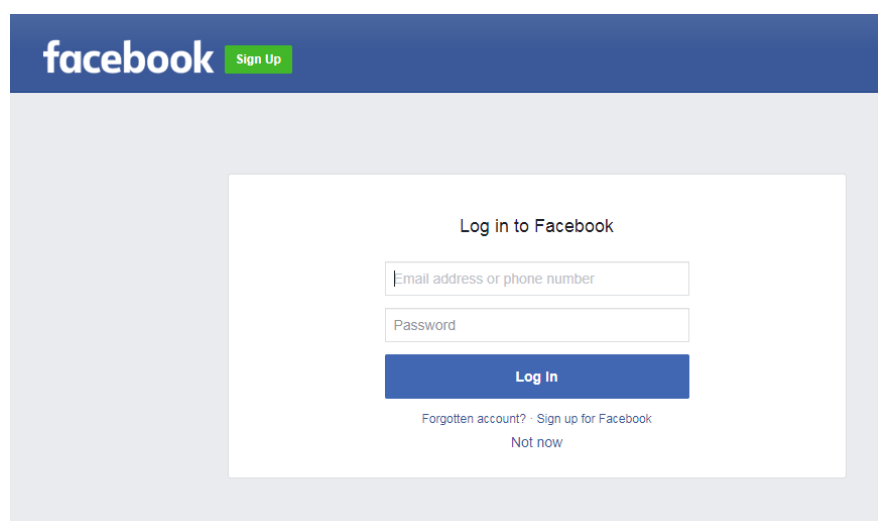 facebook Sign Up
Log in to Facebook
Email address or phone number
Password
Log In
Forgotten account? · Sign up for Facebook
Not now